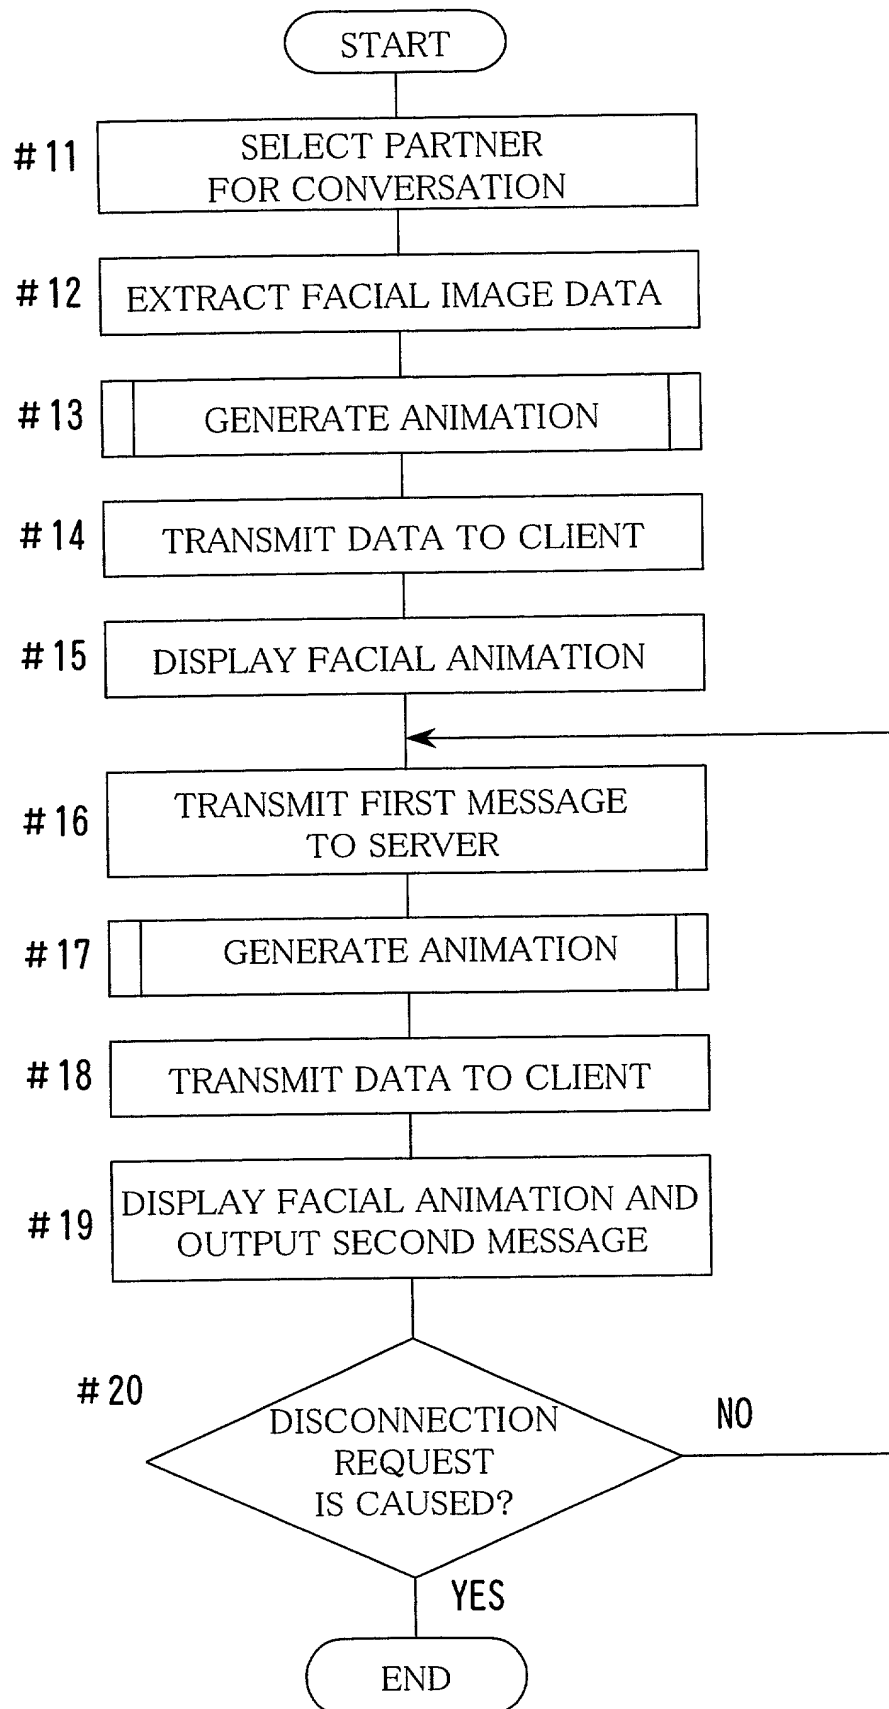 START
#11
SELECT PARTNER
FOR CONVERSATION
#12
EXTRACT FACIAL IMAGE DATA
#13
GENERATE ANIMATION
#14
TRANSMIT DATA TO CLIENT
#15
DISPLAY FACIAL ANIMATION
#16
TRANSMIT FIRST MESSAGE
TO SERVER
#17
GENERATE ANIMATION
#18
TRANSMIT DATA TO CLIENT
#19
DISPLAY FACIAL ANIMATION AND
OUTPUT SECOND MESSAGE
#20
DISCONNECTION
REQUEST
IS CAUSED?
NO
YES
END